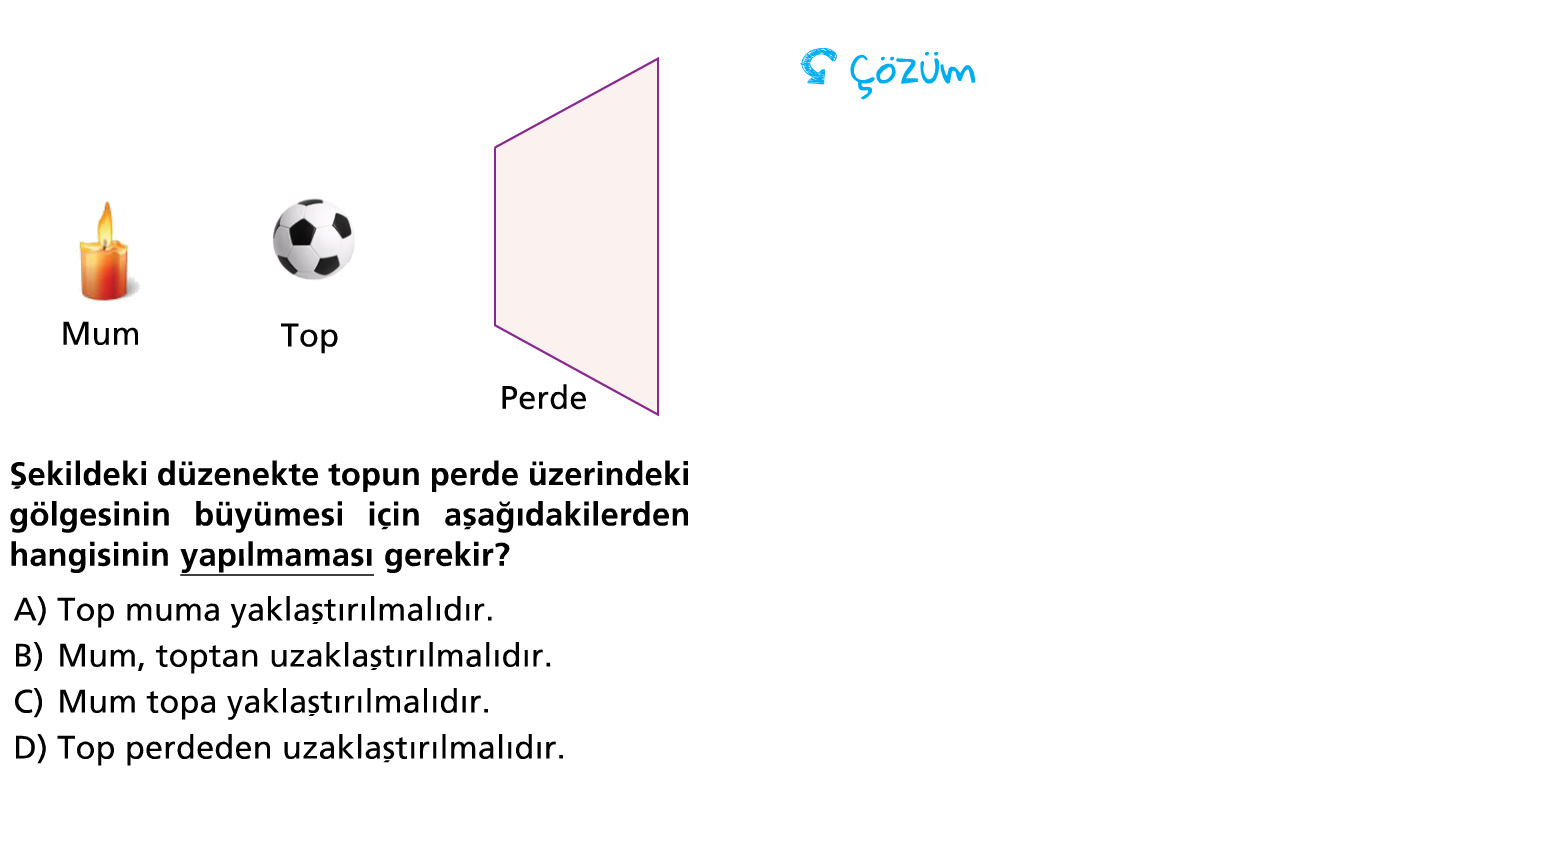 Çözüm
Mum
Top
Perde
Şekildeki düzenekte topun perde üzerindeki
gölgesinin büyümesi için aşağıdakilerden
hangisinin yapılmaması gerekir?
A) Top muma yaklaştırılmalıdır.
B) Mum, toptan uzaklaştırılmalıdır.
C) Mum topa yaklaştırılmalıdır.
D) Top perdeden uzaklaştırılmalıdır.